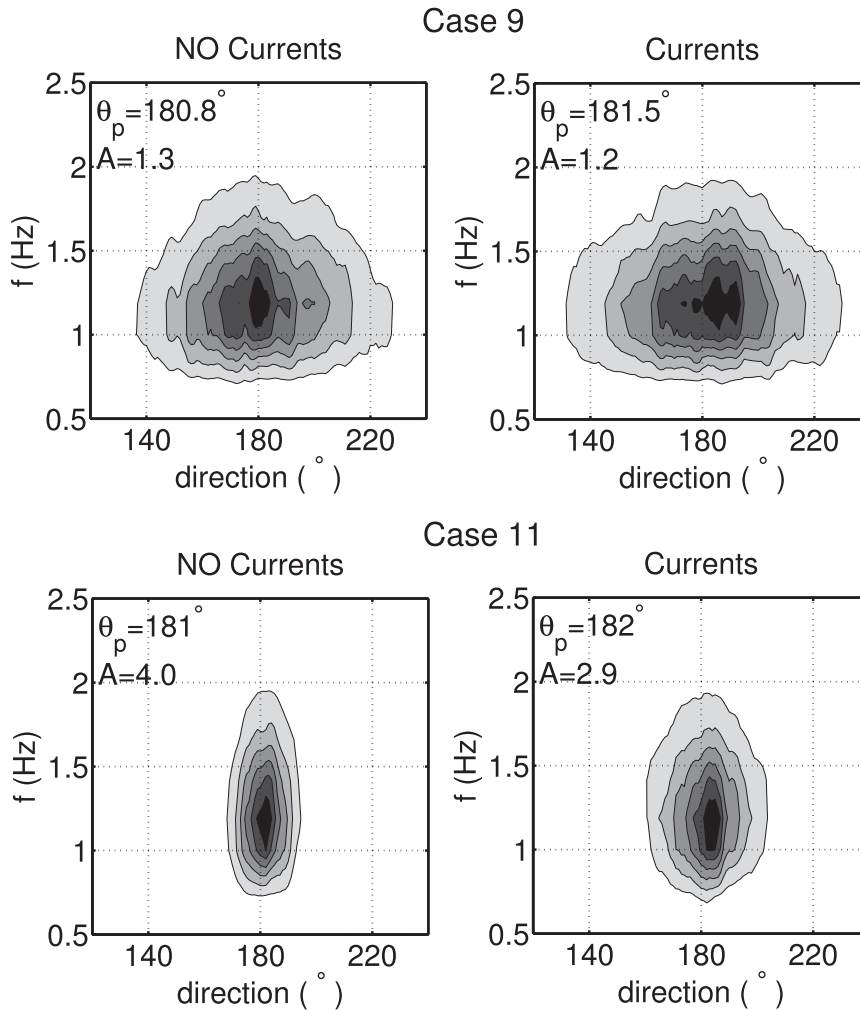 Case 9
NO Currents
Currents
2.5
2
1.5
1
0.5
f (Hz)
θp=180.8°
A=1.3
140
180
220
direction ( ° )
2.5
2
1.5
1
0.5
f (Hz)
θp=181.5°
A=1.2
140
180
220
direction ( ° )
Case 11
NO Currents
Currents
2.5
2
1.5
1
0.5
f (Hz)
θp=181°
A=4.0
140
180
220
direction ( ° )
2.5
2
1.5
1
0.5
f (Hz)
θp=182°
A=2.9
140
180
220
direction ( ° )